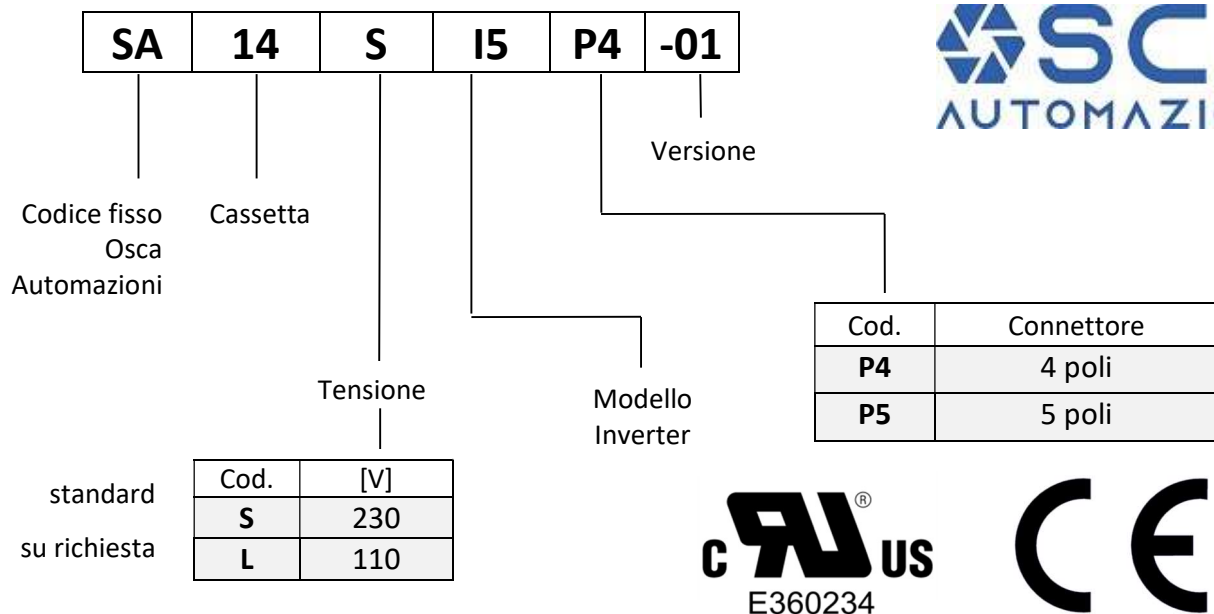 SA 14 S I5 P4 -01
SC
AUTOMAZI
Versione
Codice fisso
Osca
Automazioni
Cassetta
Tensione
Modello
Inverter
Cod. Connettore
P4 4 poli
P5 5 poli
standard
su richiesta
Cod. [V]
S 230
L 110
C RU US ®
E360234
CE